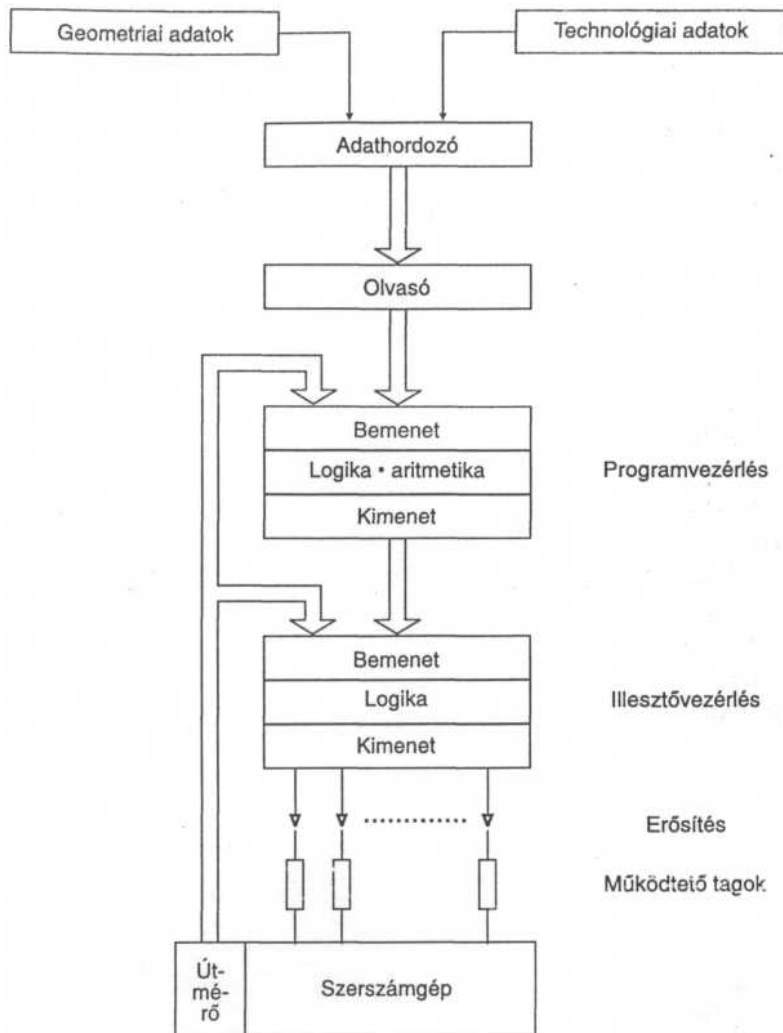 Geometriai adatok
Technológiai adatok
Adathordozó
Olvasó
Bemenet
Logika • aritmetika
Programvezérlés
Kimenet
Bemenet
Logika
Illesztővezérlés
Kimenet
Erősítés
Működtető tagok
Út-
mé-
rő
Szerszámgép